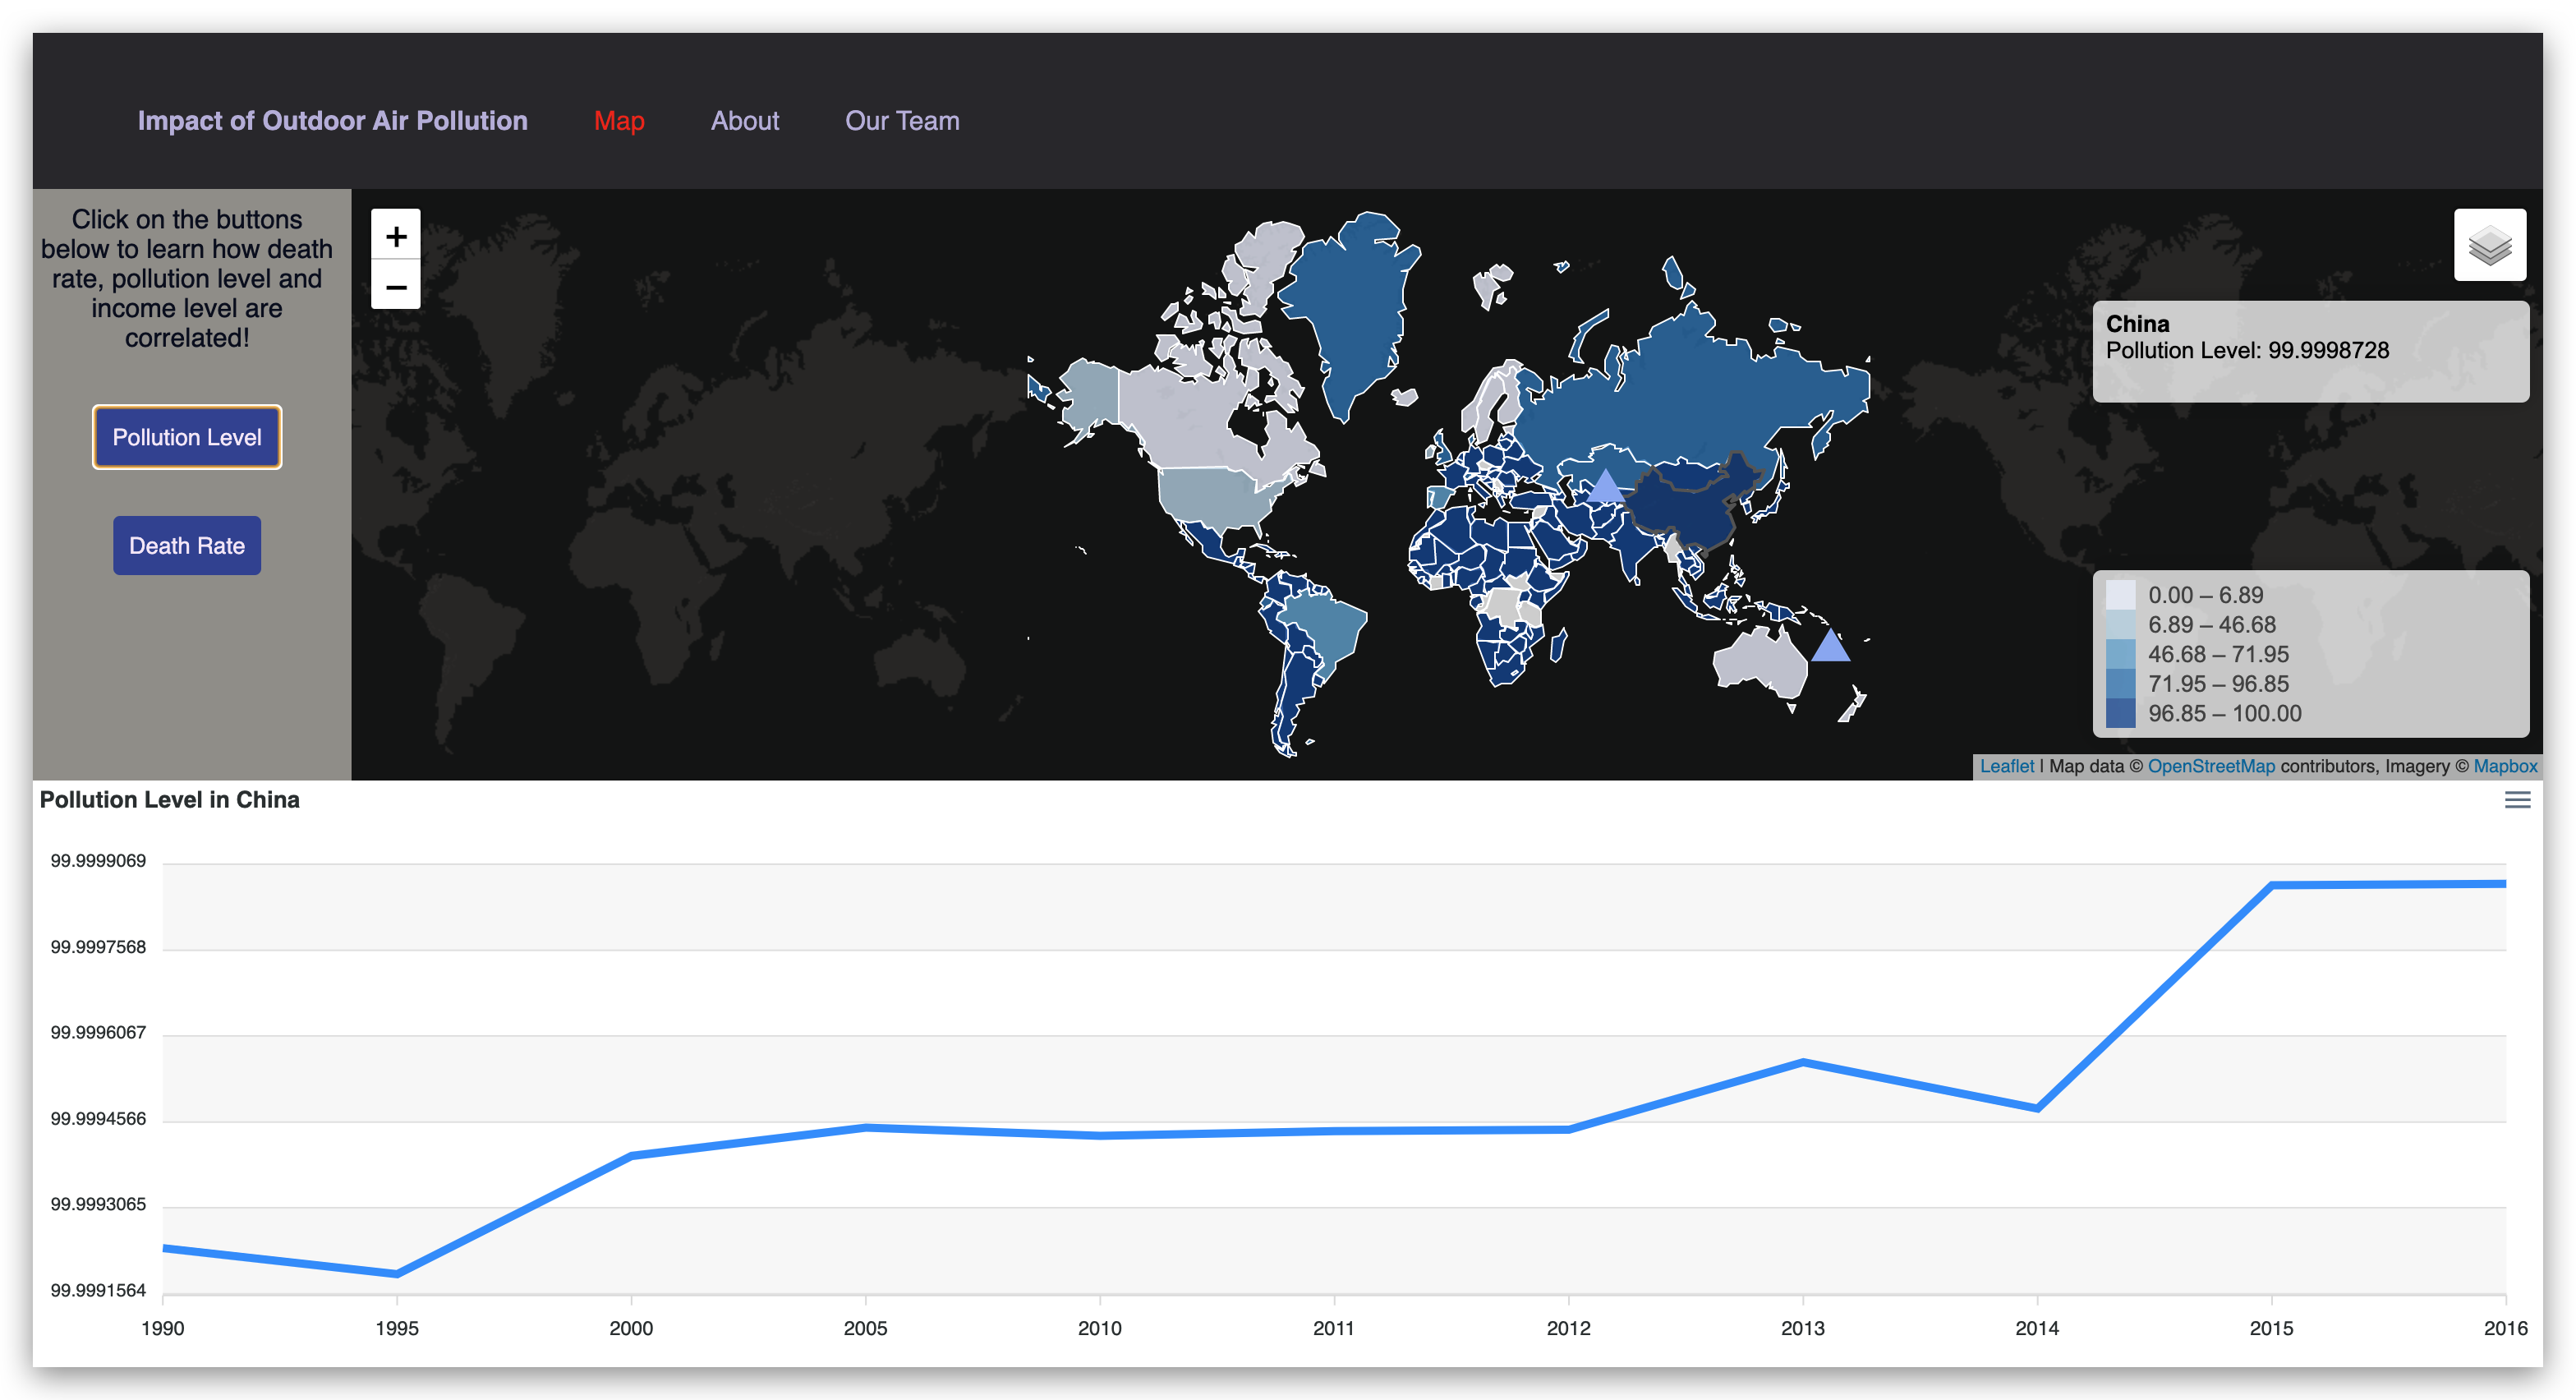 Impact of Outdoor Air Pollution
Map
About
Our Team
Click on the buttons
below to learn how death
rate, pollution level and
income level are
correlated!
Pollution Level
Death Rate
+
−
China
Pollution Level: 99.9998728
0.00 – 6.89
6.89 – 46.68
46.68 – 71.95
71.95 – 96.85
96.85 – 100.00
Leaflet | Map data © OpenStreetMap contributors, Imagery © Mapbox
Pollution Level in China
99.9999069
99.9997568
99.9996067
99.9994566
99.9993065
99.9991564
1990 1995 2000 2005 2010 2011 2012 2013 2014 2015 2016